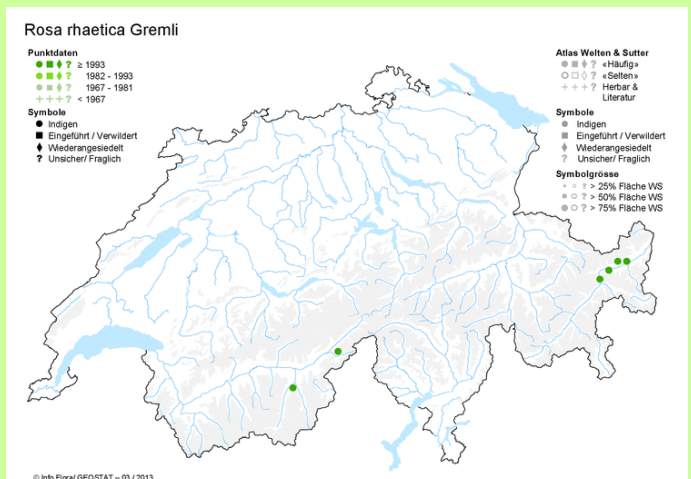 Rosa rhaetica Gremli
Punktdaten
? ≥ 1993
? 1982 - 1993
? 1967 - 1981
< 1967
Symbole
Indigen
Eingeführt / Verwildert
Wiederangesiedelt
? Unsicher/ Fraglich
Atlas Welten & Sutter
? «Häufig»
? «Selten»
Herbar &
Literatur
Symbole
Indigen
Eingeführt / Verwildert
Wiederangesiedelt
? Unsicher/ Fraglich
Symbolgrösse
? > 25% Fläche WS
? > 50% Fläche WS
? > 75% Fläche WS
© Info Flora/ GEOSTAT – 03 / 2013